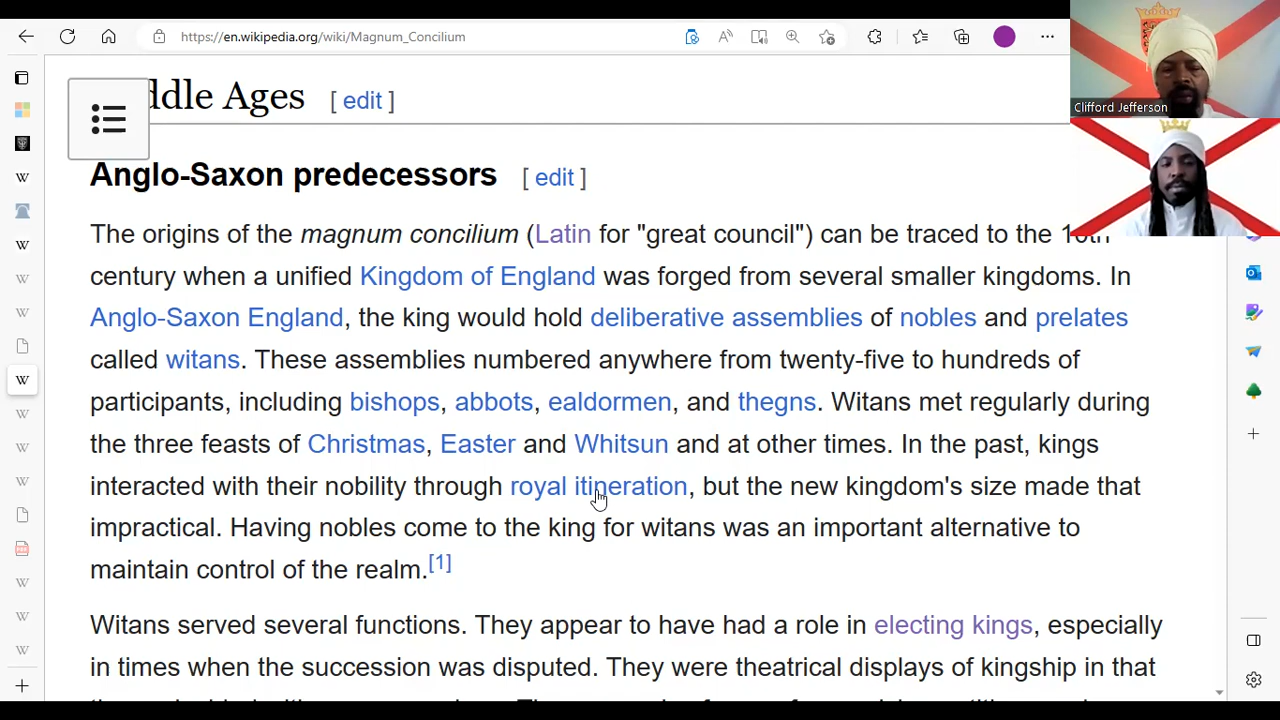 https://en.wikipedia.org/wiki/Magnum_Concilium
Clifford Jefferson
ddle Ages [ edit ]
Anglo-Saxon predecessors [ edit ]
The origins of the magnum concilium (Latin for "great council") can be traced to the 10th
century when a unified Kingdom of England was forged from several smaller kingdoms. In
Anglo-Saxon England, the king would hold deliberative assemblies of nobles and prelates
called witans. These assemblies numbered anywhere from twenty-five to hundreds of
participants, including bishops, abbots, ealdormen, and thegns. Witans met regularly during
the three feasts of Christmas, Easter and Whitsun and at other times. In the past, kings
interacted with their nobility through royal itineration, but the new kingdom's size made that
impractical. Having nobles come to the king for witans was an important alternative to
maintain control of the realm.[1]
Witans served several functions. They appear to have had a role in electing kings, especially
in times when the succession was disputed. They were theatrical displays of kingship in that